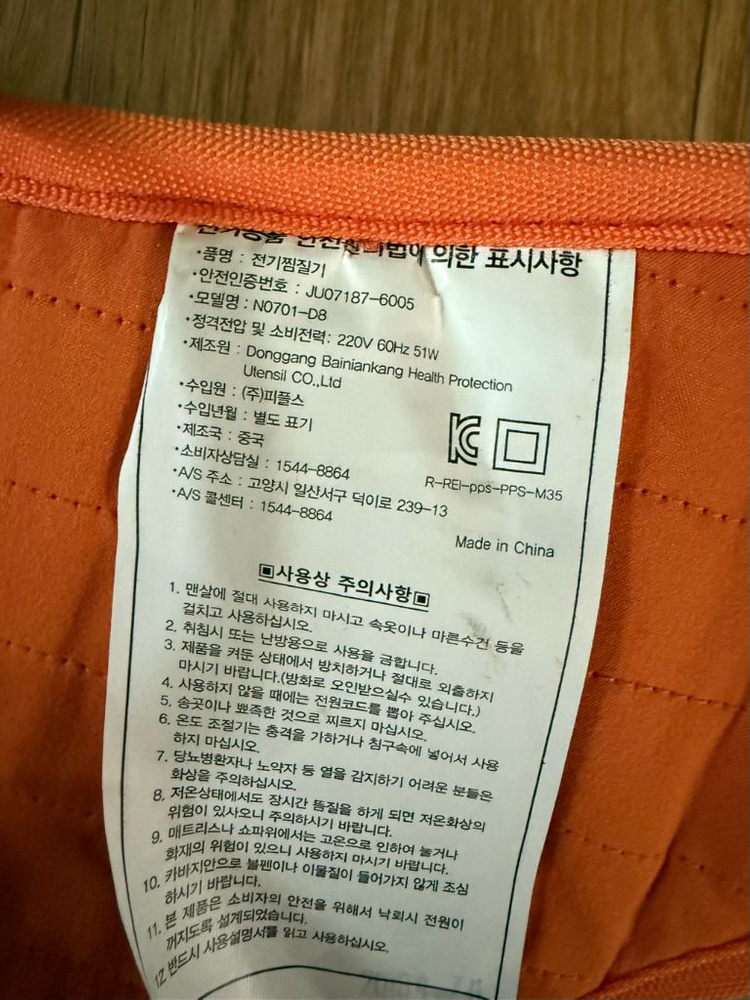 전기용품 안전관리법에 의한 표시사항
·품명 : 전기찜질기
·안전인증번호 : JU07187-6005
·모델명 : N0701-D8
·정격전압 및 소비전력: 220V 60Hz 51W
·제조원 : Donggang Bainiankang Health Protection
Utensil CO.,Ltd
·수입원 : (주)피플스
·수입년월 : 별도 표기
·제조국 : 중국
·소비자상담실 : 1544-8864
·A/S 주소 : 고양시 일산서구 덕이로 239-13
·A/S 콜센터 : 1544-8864
R-REI-pps-PPS-M35
Made in China
▣사용상 주의사항▣
1. 맨살에 절대 사용하지 마시고 속옷이나 마른수건 등을
걸치고 사용하십시오.
2. 취침시 또는 난방용으로 사용을 금합니다.
3. 제품을 켜둔 상태에서 방치하거나 절대로 외출하지
마시기 바랍니다.(방화로 오인받으실수 있습니다.)
4. 사용하지 않을 때에는 전원코드를 뽑아 주십시오.
5. 송곳이나 뾰족한 것으로 찌르지 마십시오.
6. 온도 조절기는 충격을 가하거나 침구속에 넣어서 사용
하지 마십시오.
7. 당뇨병환자나 노약자 등 열을 감지하기 어려운 분들은
화상을 주의하십시오.
8. 저온상태에서도 장시간 뜸질을 하게 되면 저온화상의
위험이 있사오니 주의하시기 바랍니다.
9. 매트리스나 쇼파위에서는 고온으로 인하여 눌거나
화재의 위험이 있으니 사용하지 마시기 바랍니다.
10. 카바지안으로 볼펜이나 이물질이 들어가지 않게 조심
하시기 바랍니다.
11. 본 제품은 소비자의 안전을 위해서 낙뢰시 전원이
꺼지도록 설계되었습니다.
12. 반드시 사용설명서를 읽고 사용하십시오.